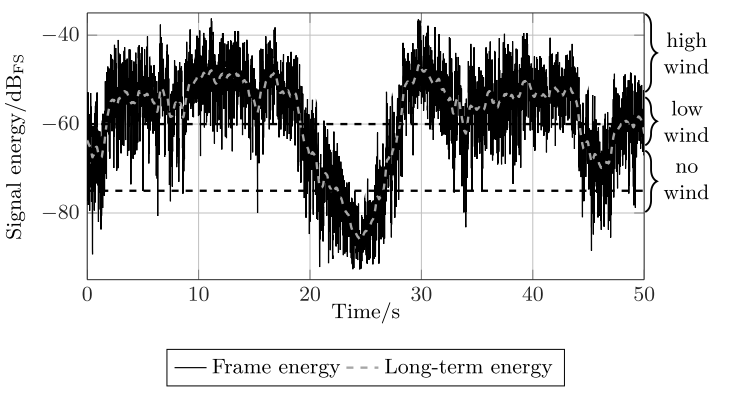 −40
−60
−80
Signal energy/dBFS
0 10 20 30 40 50
Time/s
high
wind
low
wind
no
wind
Frame energy Long-term energy